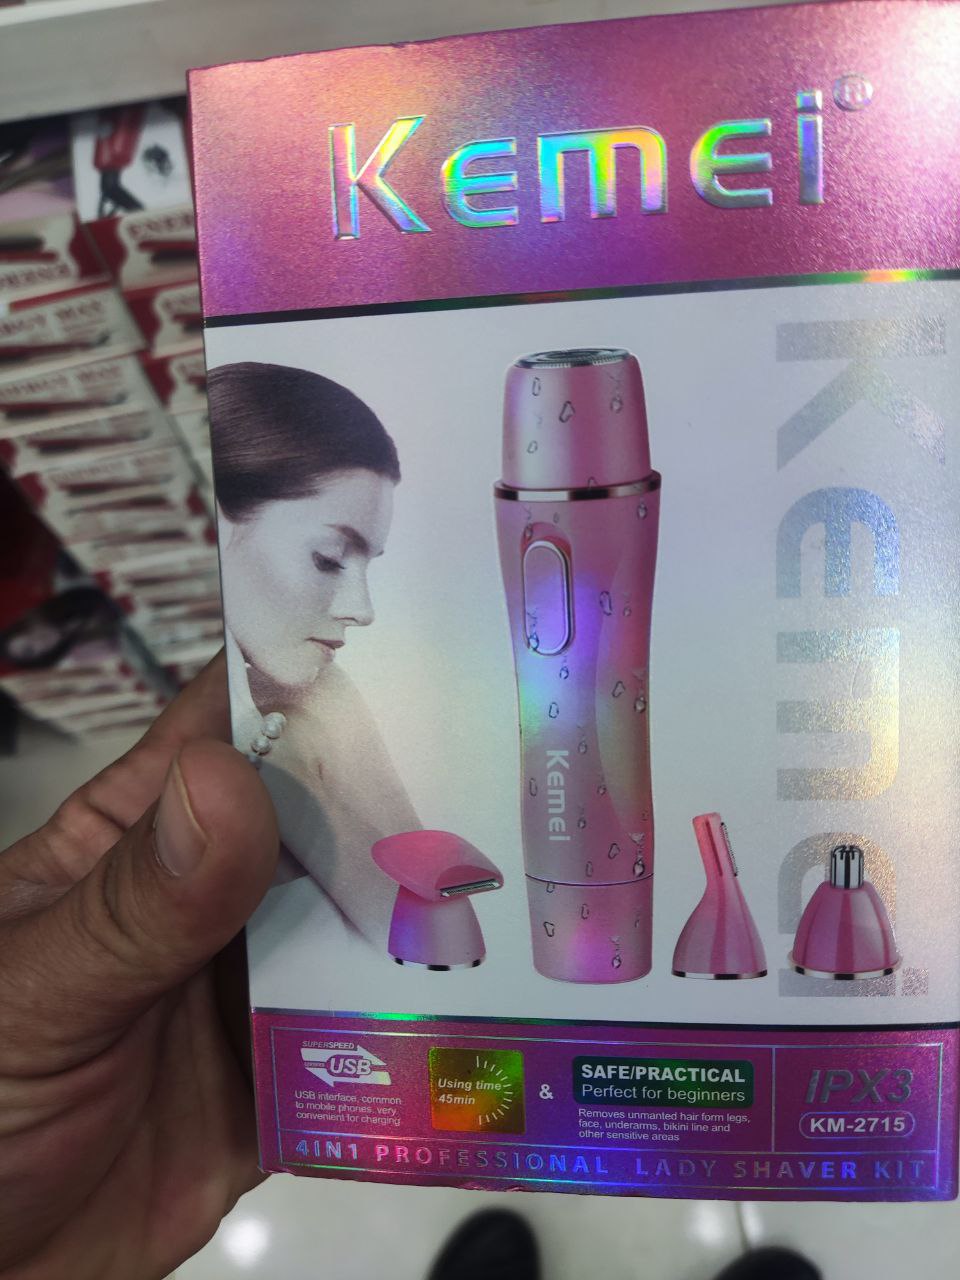 Kemei®
Kemei
Kemei
SUPERSPEED
CERTIFIED USB
USB interface, common
to mobile phones, very
convenient for charging
Using time
45min
&
SAFE/PRACTICAL
Perfect for beginners
Removes unmanted hair form legs,
face, underarms, bikini line and
other sensitive areas
IPX3
KM-2715
4IN1 PROFESSIONAL LADY SHAVER KIT